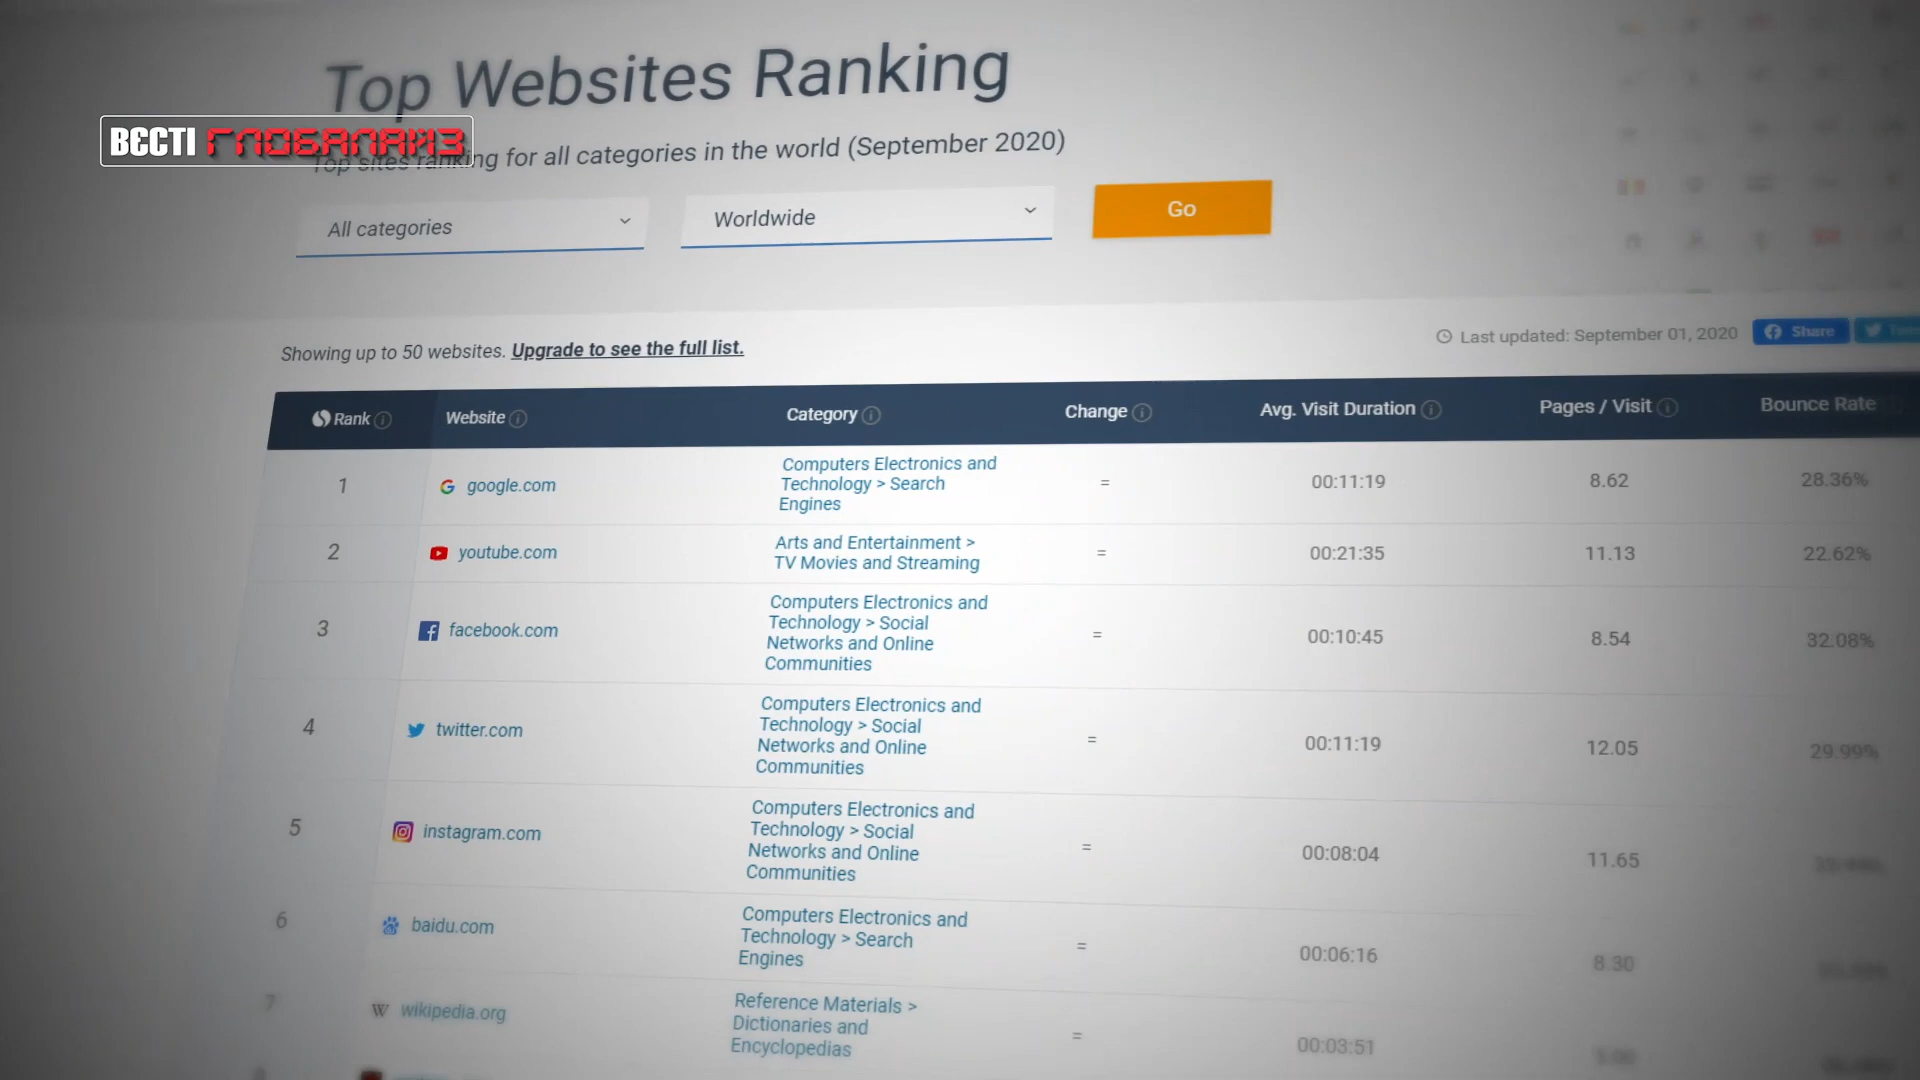 Top Websites Ranking
ВЄСТІ ГЛОБАЛАЙЗ
Top sites ranking for all categories in the world (September 2020)
All categories
Worldwide
Go
Showing up to 50 websites. Upgrade to see the full list.
Last updated: September 01, 2020
Share
Rank Website Category Change Avg. Visit Duration Pages / Visit Bounce Rate
1 google.com Computers Electronics and Technology > Search Engines = 00:11:19 8.62 28.36%
2 youtube.com Arts and Entertainment > TV Movies and Streaming = 00:21:35 11.13 22.62%
3 facebook.com Computers Electronics and Technology > Social Networks and Online Communities = 00:10:45 8.54 32.08%
4 twitter.com Computers Electronics and Technology > Social Networks and Online Communities = 00:11:19 12.05 29.99%
5 instagram.com Computers Electronics and Technology > Social Networks and Online Communities = 00:08:04 11.65
6 baidu.com Computers Electronics and Technology > Search Engines = 00:06:16 8.30
7 wikipedia.org Reference Materials > Dictionaries and Encyclopedias = 00:03:51